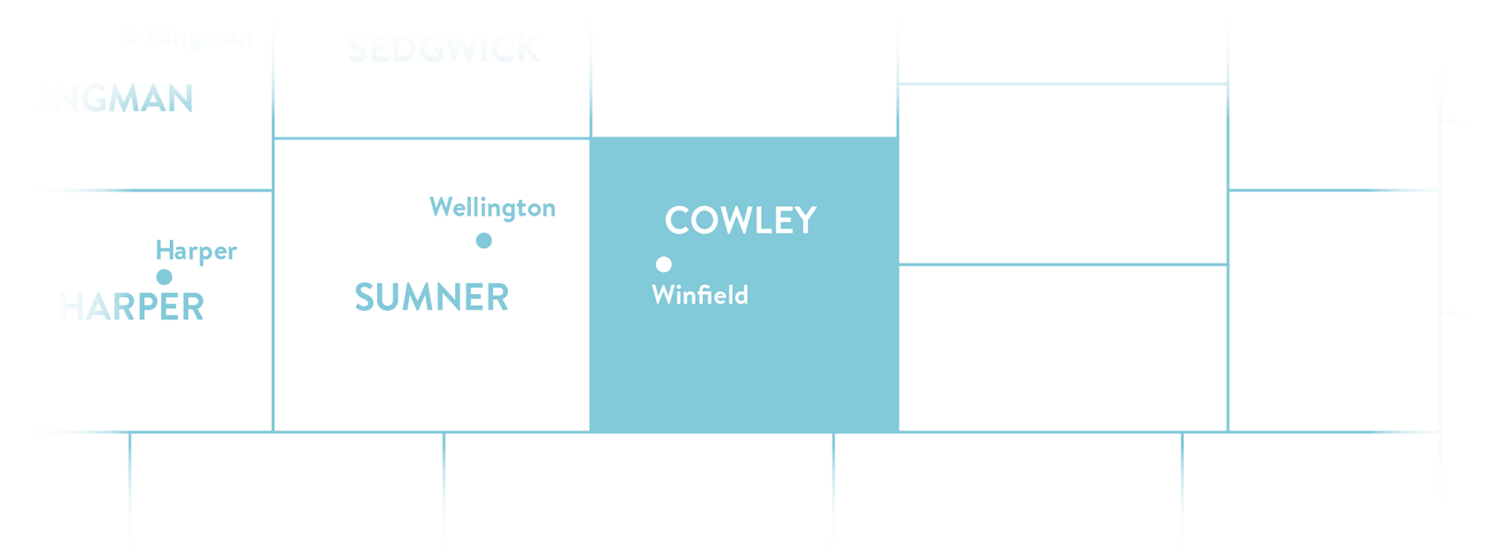 Kingman
SEDGWICK
INGMAN
Wellington
COWLEY
Harper
Winfield
SUMNER
HARPER